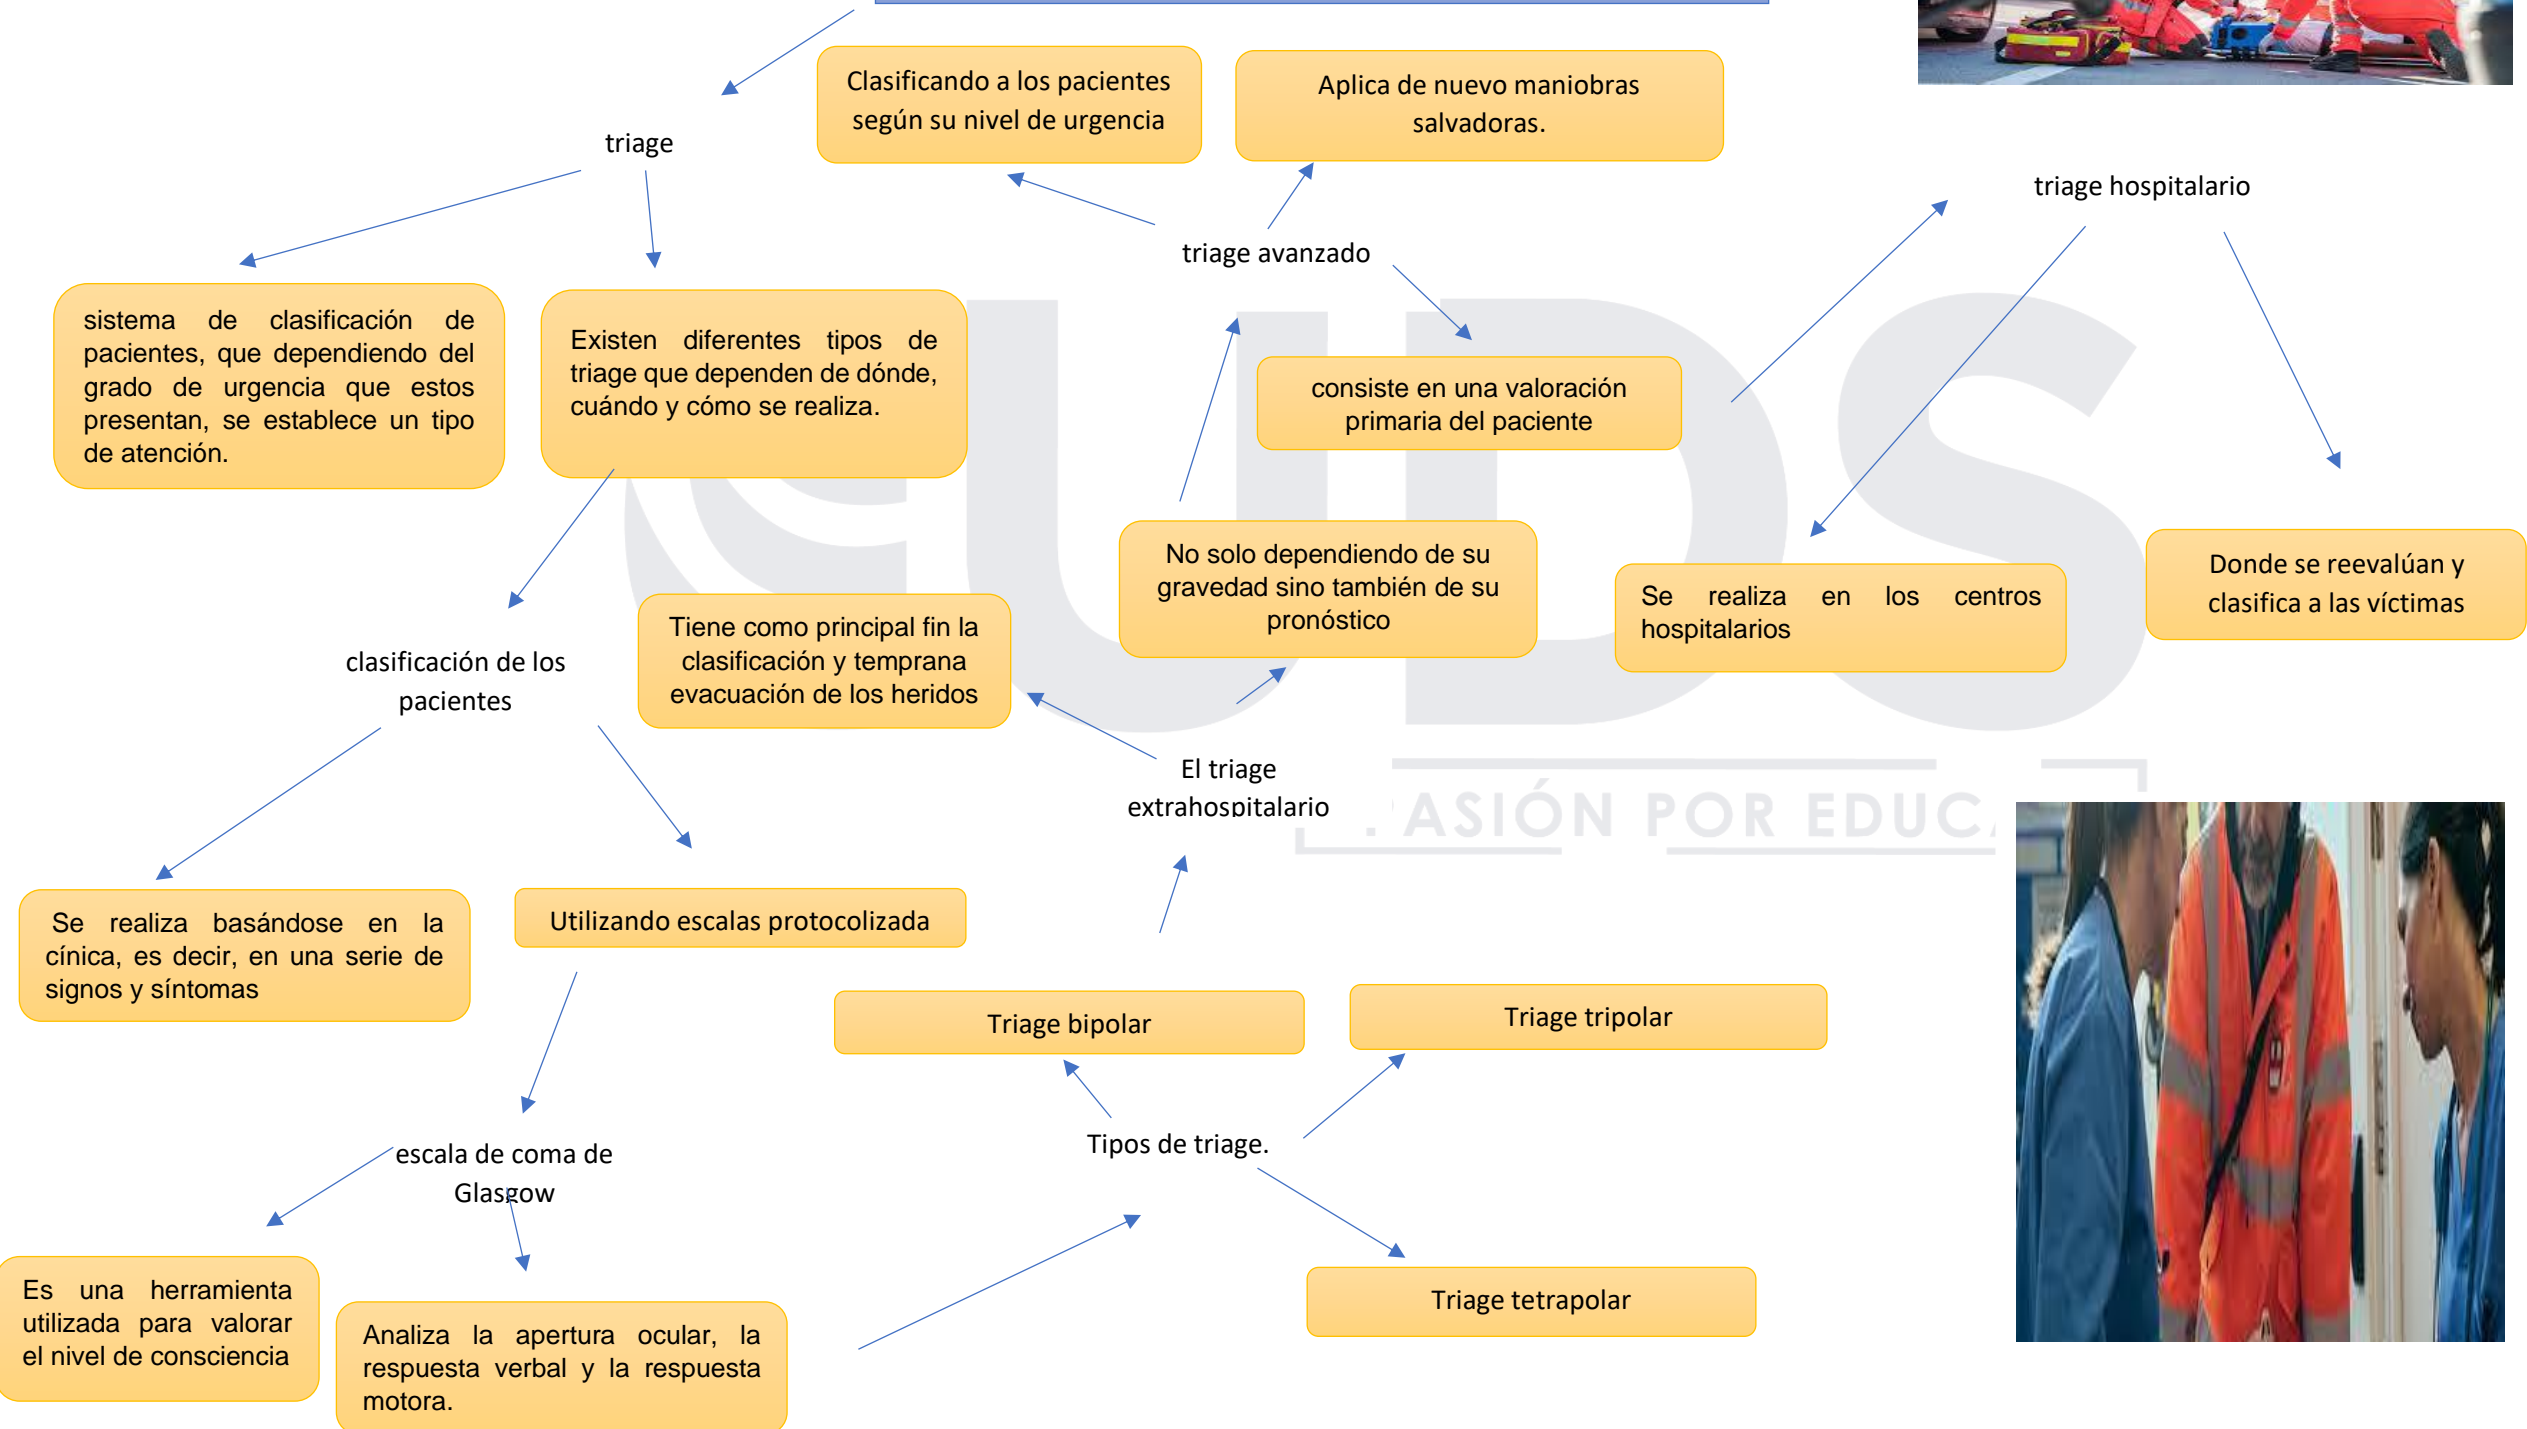 Clasificando a los pacientes
según su nivel de urgencia
Aplica de nuevo maniobras
salvadoras.
triage
triage hospitalario
triage avanzado
sistema de clasificación de
pacientes, que dependiendo del
grado de urgencia que estos
presentan, se establece un tipo
de atención.
Existen diferentes tipos de
triage que dependen de dónde,
cuándo y cómo se realiza.
consiste en una valoración
primaria del paciente
No solo dependiendo de su
gravedad sino también de su
pronóstico
Se realiza en los centros
hospitalarios
Donde se reevalúan y
clasifica a las víctimas
Tiene como principal fin la
clasificación y temprana
evacuación de los heridos
clasificación de los
pacientes
El triage
extrahospitalario
UDS
PASIÓN POR EDUCA
Se realiza basándose en la
cínica, es decir, en una serie de
signos y síntomas
Utilizando escalas protocolizada
Triage bipolar
Triage tripolar
Tipos de triage.
escala de coma de
Glasgow
Es una herramienta
utilizada para valorar
el nivel de consciencia
Analiza la apertura ocular, la
respuesta verbal y la respuesta
motora.
Triage tetrapolar